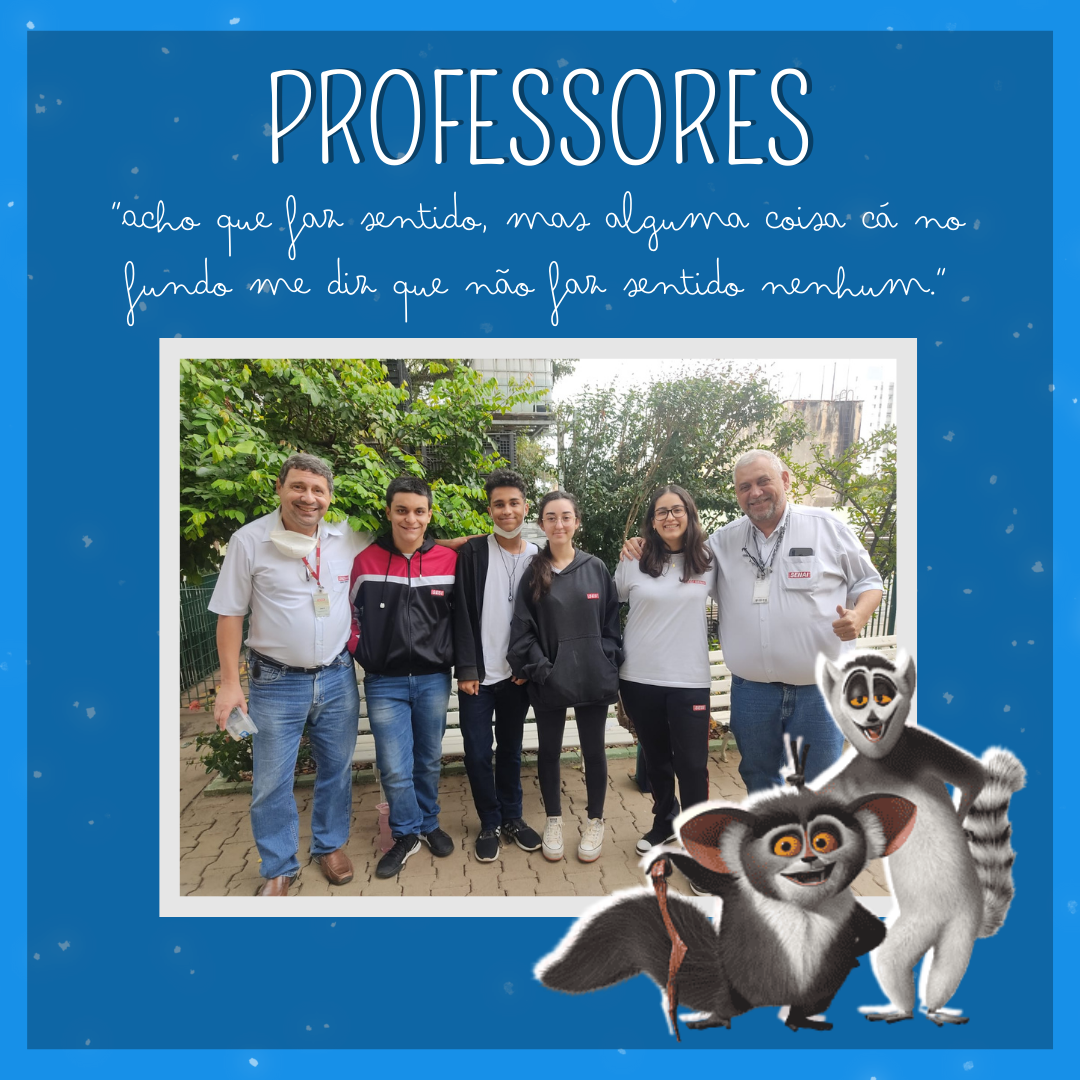 PROFESSORES
"acho que faz sentido, mas alguma coisa cá no
fundo me diz que não faz sentido nenhum."
SENAI